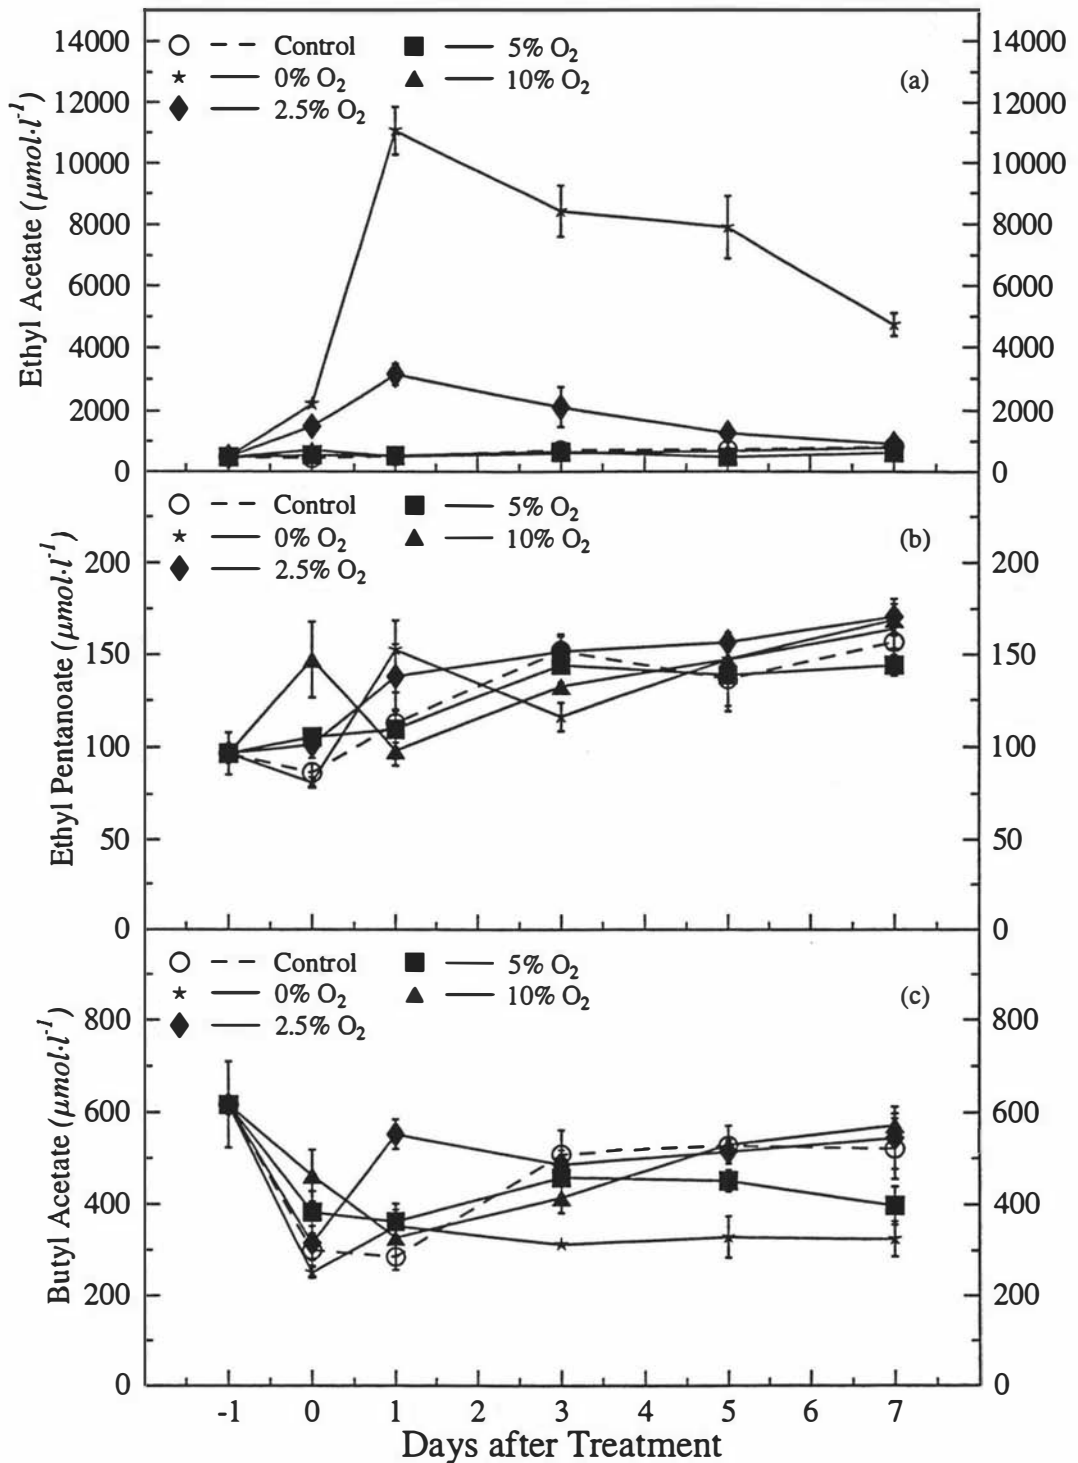 14000
12000
10000
8000
6000
4000
2000
0
Ethyl Acetate (μmol·l⁻¹)
Control
0% O₂
2.5% O₂
5% O₂
10% O₂
(a)
14000
12000
10000
8000
6000
4000
2000
0
200
150
100
50
0
Ethyl Pentanoate (μmol·l⁻¹)
Control
0% O₂
2.5% O₂
5% O₂
10% O₂
(b)
200
150
100
50
0
800
600
400
200
0
Butyl Acetate (μmol·l⁻¹)
Control
0% O₂
2.5% O₂
5% O₂
10% O₂
(c)
800
600
400
200
0
-1 0 1 2 3 4 5 6 7
Days after Treatment